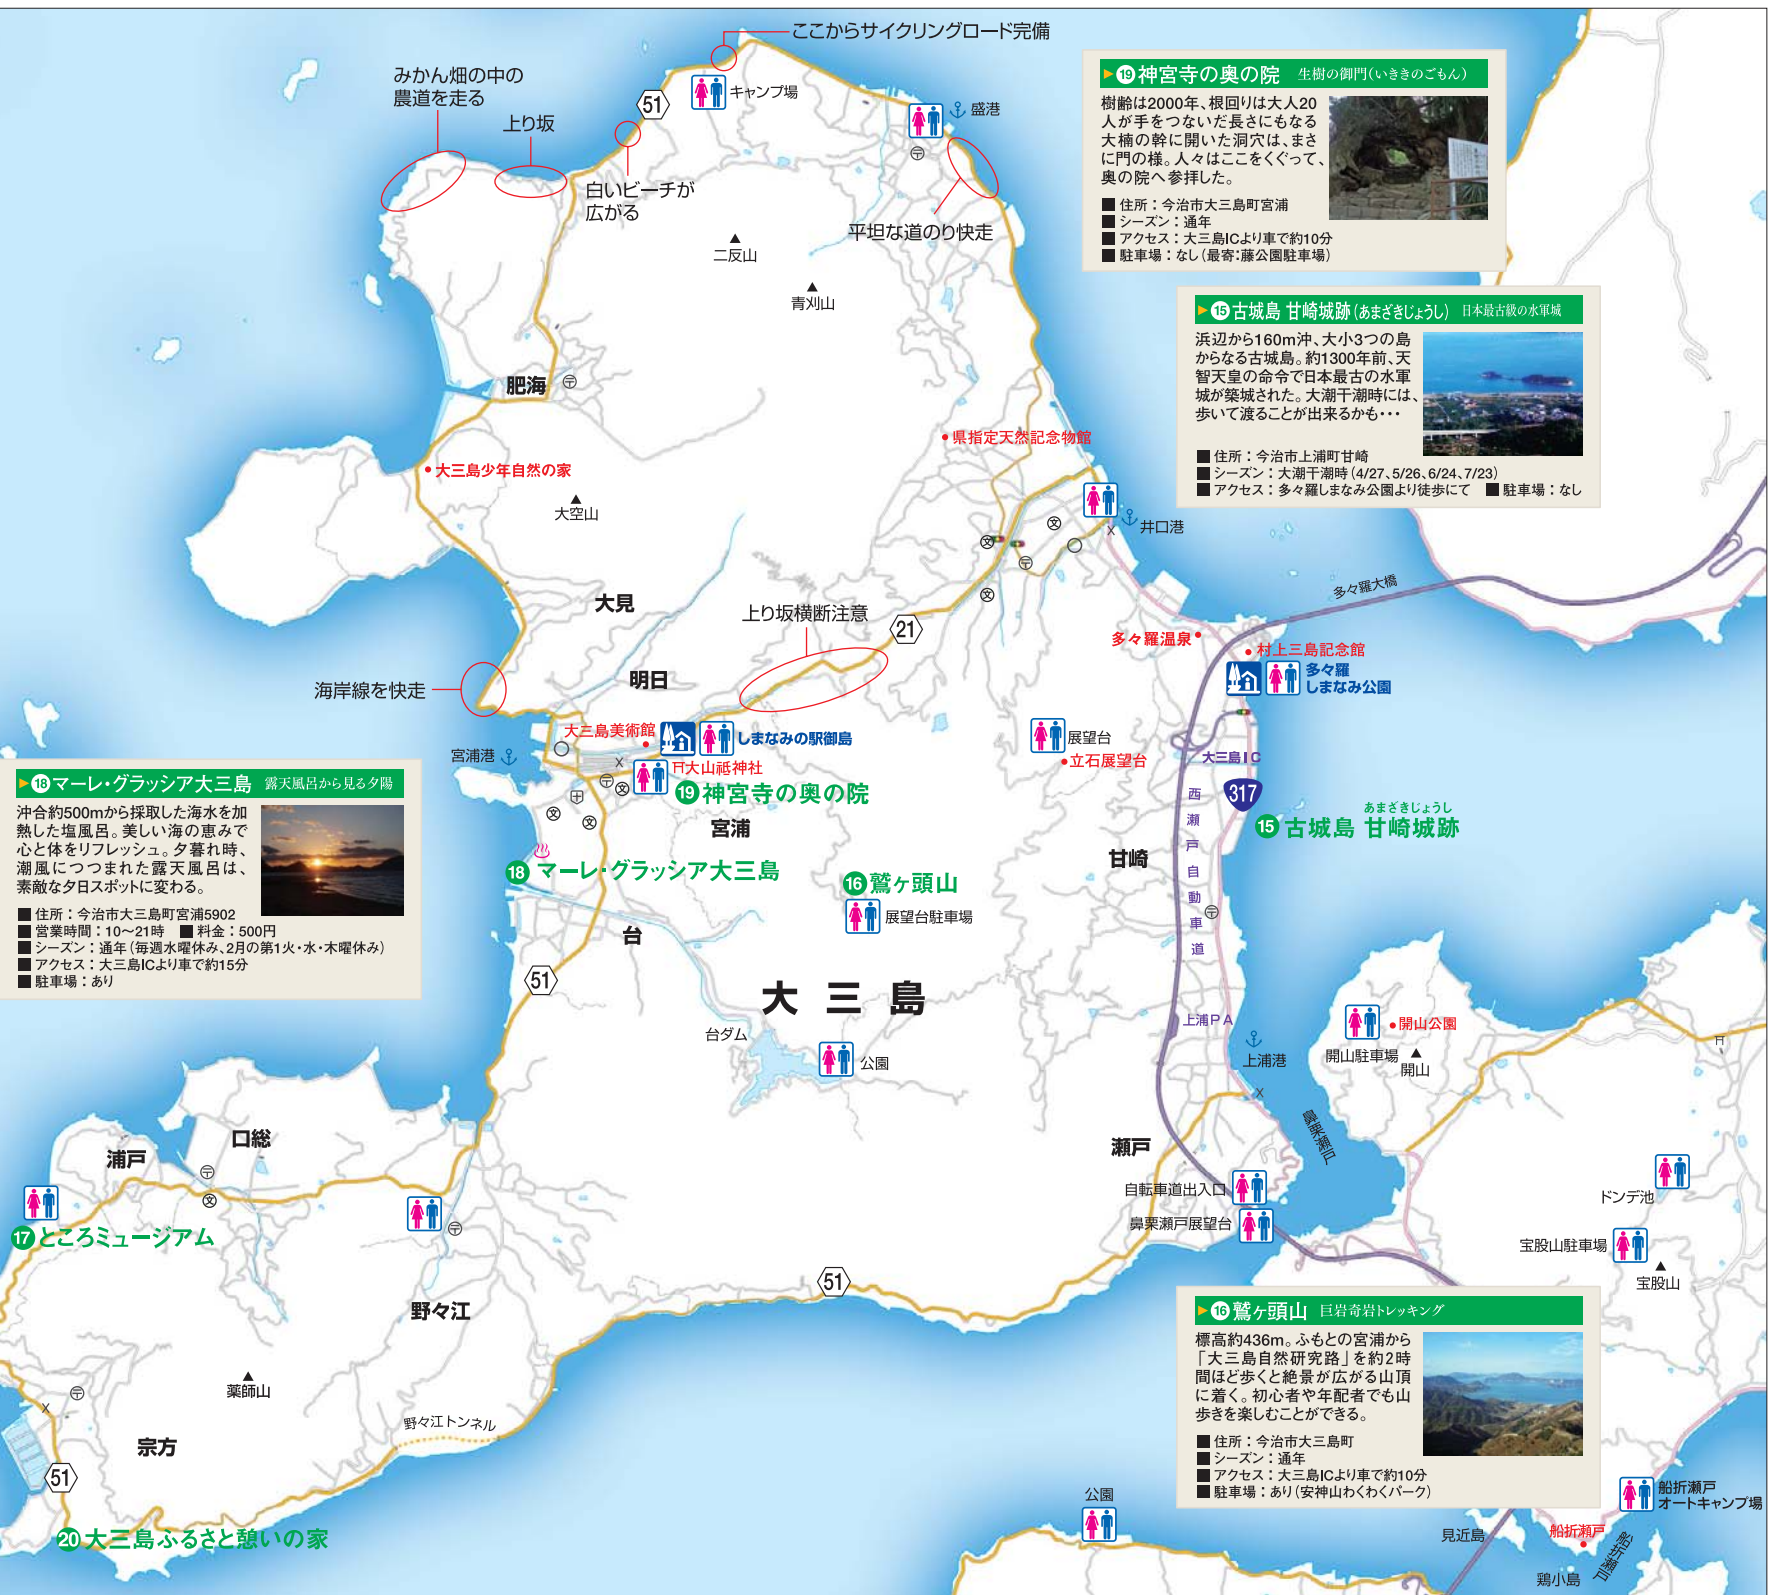 ここからサイクリングロード完備
みかん畑の中の
農道を走る
上り坂
51
キャンプ場
盛港
白いビーチが
広がる
平坦な道のり快走
二反山
青刈山
⑲神宮寺の奥の院 生樹の御門(いききのごもん)
樹齢は2000年、根回りは大人20
人が手をつないだ長さにもなる
大楠の幹に開いた洞穴は、まさ
に門の様。人々はここをくぐって、
奥の院へ参拝した。
■ 住所：今治市大三島町宮浦
■ シーズン：通年
■ アクセス：大三島ICより車で約10分
■ 駐車場：なし(最寄:藤公園駐車場)
⑮古城島 甘崎城跡(あまざきじょうし) 日本最古級の水軍城
浜辺から160m沖、大小3つの島
からなる古城島。約1300年前、天
智天皇の命令で日本最古の水軍
城が築城された。大潮干潮時には、
歩いて渡ることが出来るかも・・・
■ 住所：今治市上浦町甘崎
■ シーズン：大潮干潮時(4/27、5/26、6/24、7/23)
■ アクセス：多々羅しまなみ公園より徒歩にて ■ 駐車場：なし
肥海
県指定天然記念物館
大三島少年自然の家
大空山
井口港
大見
上り坂横断注意
21
多々羅大橋
多々羅温泉
村上三島記念館
多々羅
しまなみ公園
海岸線を快走
明日
大三島美術館
しまなみの駅御島
宮浦港
展望台
立石展望台
大三島IC
大山祗神社
⑲神宮寺の奥の院
宮浦
317
あまざきじょうし
⑮古城島 甘崎城跡
西瀬戸自動車道
甘崎
⑱マーレ・グラッシア大三島 露天風呂から見る夕陽
沖合約500mから採取した海水を加
熱した塩風呂。美しい海の恵みで
心と体をリフレッシュ。夕暮れ時、
潮風につつまれた露天風呂は、
素敵な夕日スポットに変わる。
■ 住所：今治市大三島町宮浦5902
■ 営業時間：10〜21時 ■ 料金：500円
■ シーズン：通年(毎週水曜休み、2月の第1火・水・木曜休み)
■ アクセス：大三島ICより車で約15分
■ 駐車場：あり
⑱マーレ・グラッシア大三島
⑯鷲ヶ頭山
展望台駐車場
台
51
大三島
台ダム
公園
上浦PA
上浦港
開山公園
開山駐車場
開山
鼻栗瀬戸
口総
浦戸
瀬戸
自転車道出入口
鼻栗瀬戸展望台
ドンデ池
宝股山駐車場
宝股山
⑰ところミュージアム
51
野々江
薬師山
野々江トンネル
宗方
51
⑳大三島ふるさと憩いの家
⑯鷲ヶ頭山 巨岩奇岩トレッキング
標高約436m。ふもとの宮浦から
「大三島自然研究路」を約2時
間ほど歩くと絶景が広がる山頂
に着く。初心者や年配者でも山
歩きを楽しむことができる。
■ 住所：今治市大三島町
■ シーズン：通年
■ アクセス：大三島ICより車で約10分
■ 駐車場：あり(安神山わくわくパーク)
公園
船折瀬戸
オートキャンプ場
見近島
船折瀬戸
船折瀬戸
鶏小島